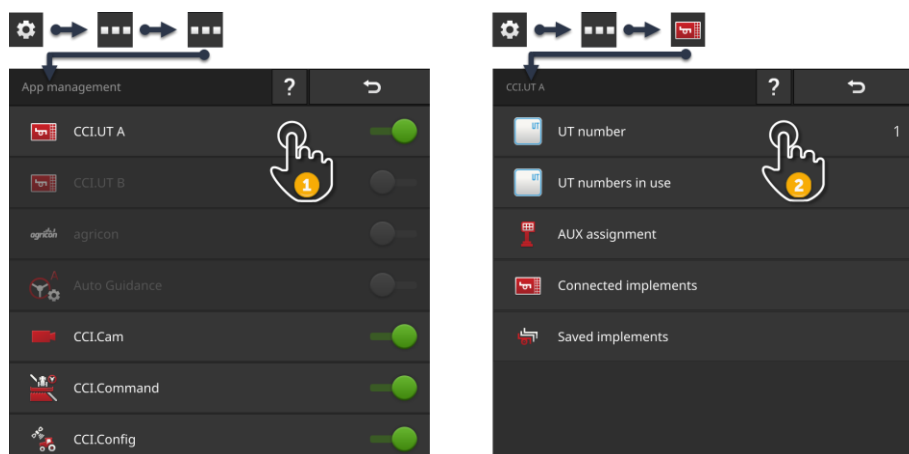 App management
?
CCI.UT A
1
CCI.UT B
agricon agricon
Auto Guidance
CCI.Cam
CCI.Command
CCI.Config
CCI.UT A
?
UT UT number 1
2
UT UT numbers in use
AUX assignment
Connected implements
Saved implements